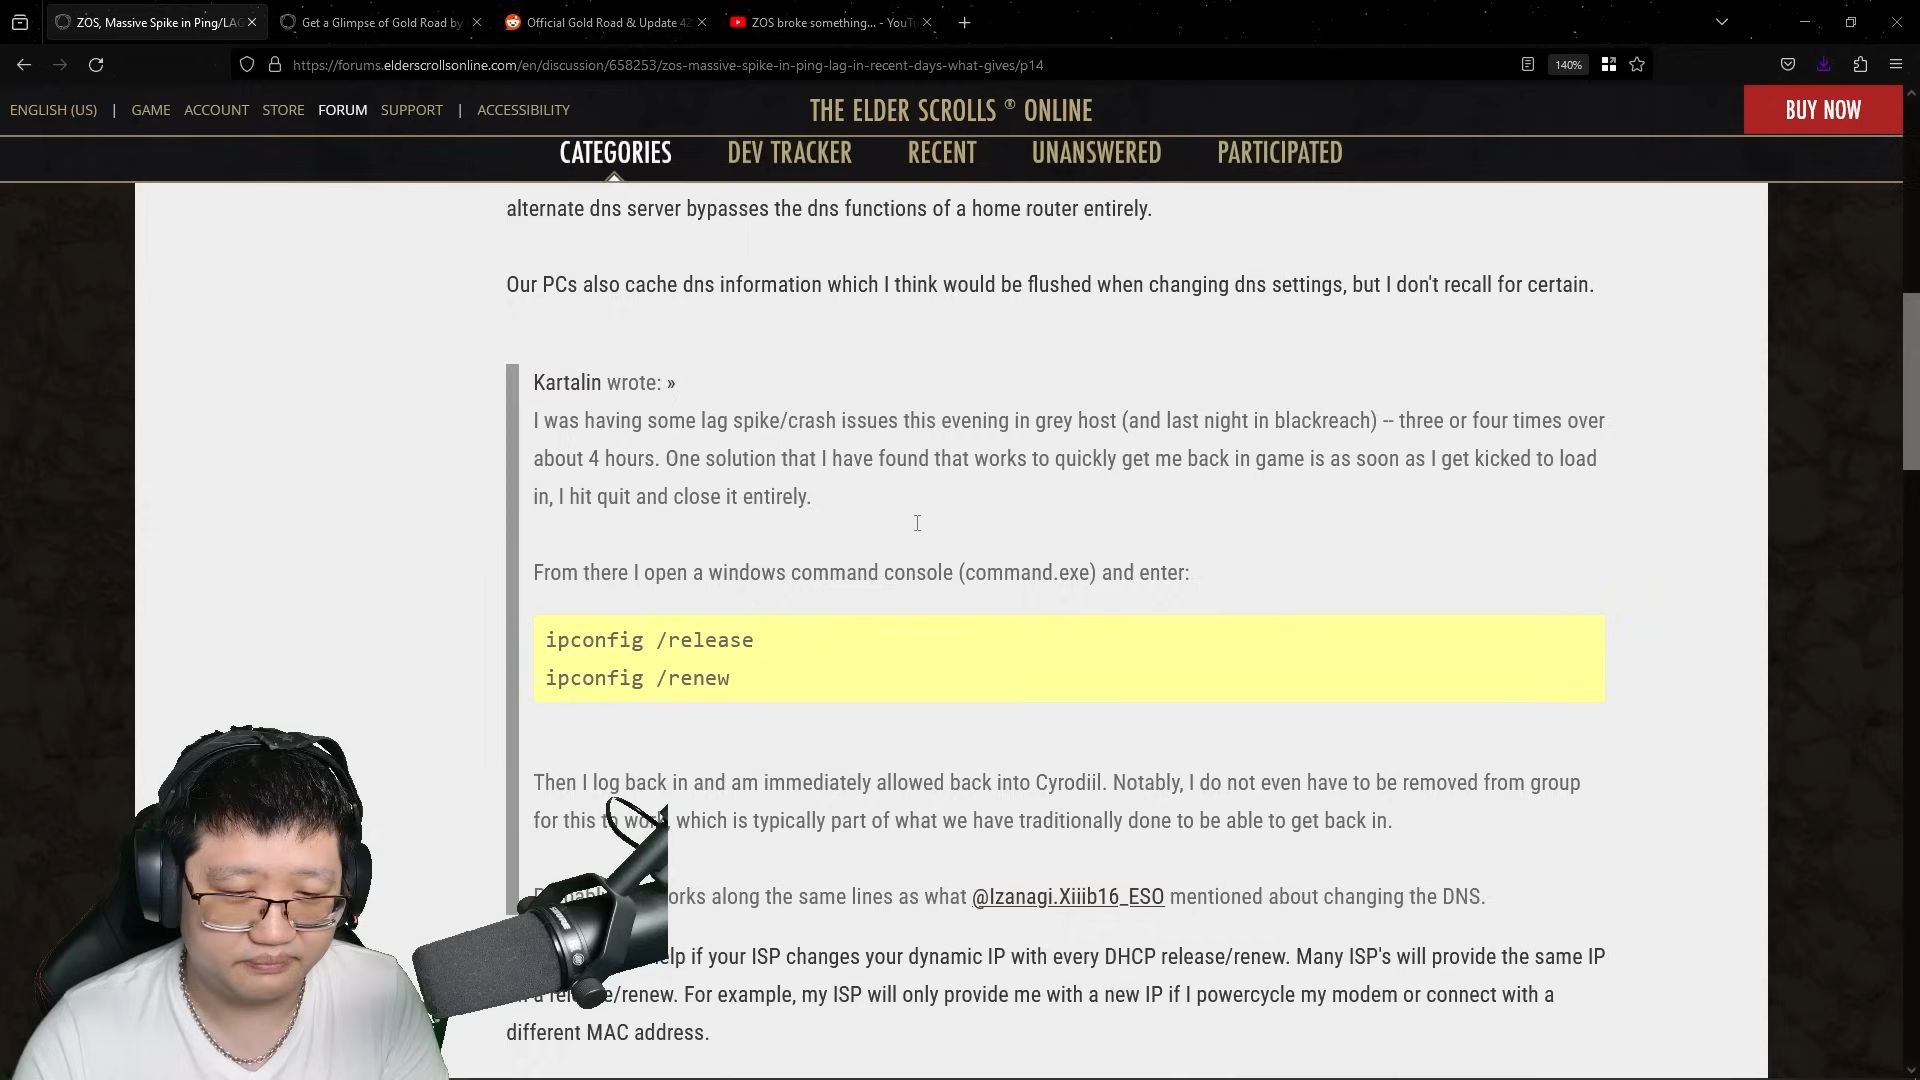 ZOS, Massive Spike in Ping/LAG
Get a Glimpse of Gold Road by
Official Gold Road & Update 42
ZOS broke something... - YouTu
https://forums.elderscrollsonline.com/en/discussion/658253/zos-massive-spike-in-ping-lag-in-recent-days-what-gives/p14
140%
ENGLISH (US) | GAME ACCOUNT STORE FORUM SUPPORT | ACCESSIBILITY
THE ELDER SCROLLS ® ONLINE
BUY NOW
CATEGORIES DEV TRACKER RECENT UNANSWERED PARTICIPATED
alternate dns server bypasses the dns functions of a home router entirely.
Our PCs also cache dns information which I think would be flushed when changing dns settings, but I don't recall for certain.
Kartalin wrote: »
I was having some lag spike/crash issues this evening in grey host (and last night in blackreach) -- three or four times over
about 4 hours. One solution that I have found that works to quickly get me back in game is as soon as I get kicked to load
in, I hit quit and close it entirely.
From there I open a windows command console (command.exe) and enter:
ipconfig /release
ipconfig /renew
Then I log back in and am immediately allowed back into Cyrodiil. Notably, I do not even have to be removed from group
for this to work, which is typically part of what we have traditionally done to be able to get back in.
along the same lines as what @Izanagi.Xiiib16_ESO mentioned about changing the DNS.
if your ISP changes your dynamic IP with every DHCP release/renew. Many ISP's will provide the same IP
/renew. For example, my ISP will only provide me with a new IP if I powercycle my modem or connect with a
different MAC address.